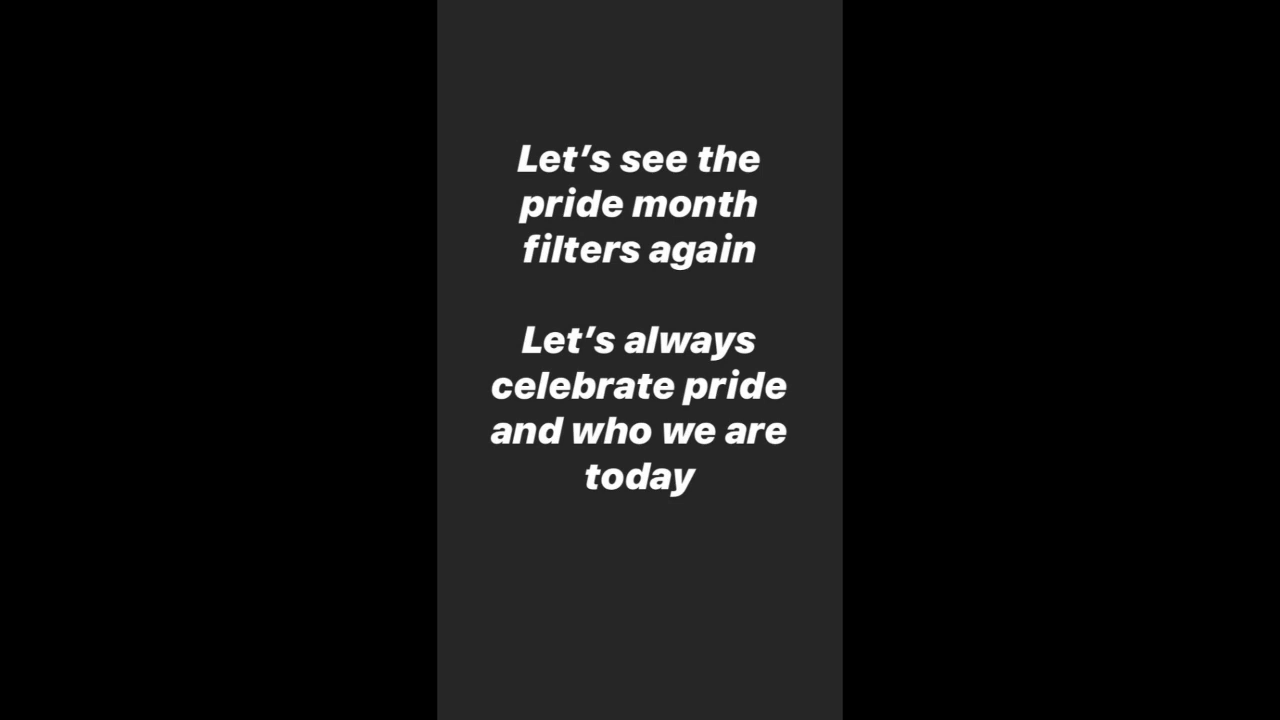 Let’s see the
pride month
filters again
Let’s always
celebrate pride
and who we are
today